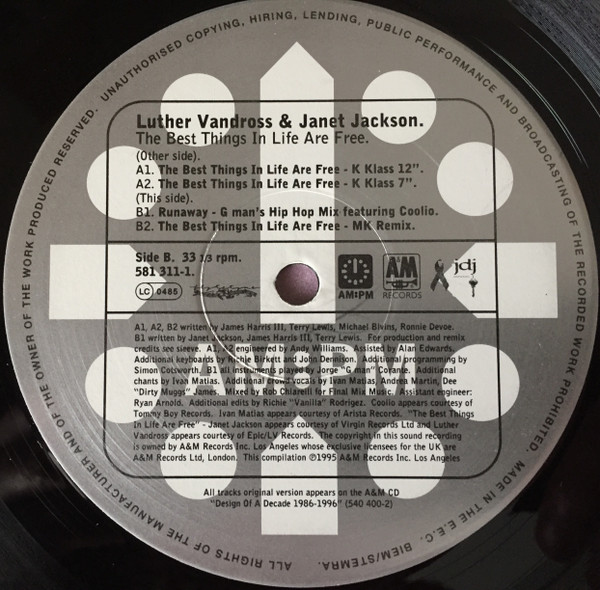 UNAUTHORISED COPYING, HIRING, LENDING, PUBLIC PERFORMANCE AND BROADCASTING OF THE RECORDED WORK PROHIBITED. MADE IN THE E.E.C. BIEM/STEMRA. ALL RIGHTS OF THE MANUFACTURER AND OF THE OWNER OF THE WORK PRODUCED RESERVED.
Luther Vandross & Janet Jackson.
The Best Things In Life Are Free.
(Other side).
A1. The Best Things In Life Are Free - K Klass 12".
A2. The Best Things In Life Are Free - K Klass 7".
(This side).
B1. Runaway - G man's Hip Hop Mix featuring Coolio.
B2. The Best Things In Life Are Free - MK Remix.
Side B. 33 1/3 rpm.
581 311-1.
LC 0485
AM:PM
A&M RECORDS
jdj
A1, A2, B2 written by James Harris III, Terry Lewis, Michael Bivins, Ronnie Devoe.
B1 written by Janet Jackson, James Harris III, Terry Lewis. For production and remix
credits see sleeve. A1, A2 engineered by Andy Williams. Assisted by Alan Edwards.
Additional keyboards by Richie Birkett and John Dennison. Additional programming by
Simon Cotsworth. B1 all instruments by Jorge "G man" Corante. Additional
chants by Ivan Matias. Additional crowd vocals by Ivan Matias, Andrea Martin, Dee
"Dirty Muggs" Jame. Mixed by Rob Chiarelli for Final Mix Music. Assistant engineer:
Ryan Arnold. Additional edits by Richie "Vanilla" Rodrigez. Coolio appears courtesy of
Tommy Boy Records. Ivan Matias appears courtesy of Arista Records. "The Best Things
In Life Are Free" - Janet Jackson appears courtesy of Virgin Records Ltd and Luther
Vandross appears courtesy of Epic/LV Records. The copyright in this sound recording
is owned by A&M Records Inc. Los Angeles whose exclusive licensees for the UK are
A&M Records Ltd, London. This compilation ©1995 A&M Records Inc. Los Angeles
AM:PM
All tracks original version appears on the A&M CD
"Design Of A Decade 1986-1996" (540 400-2)